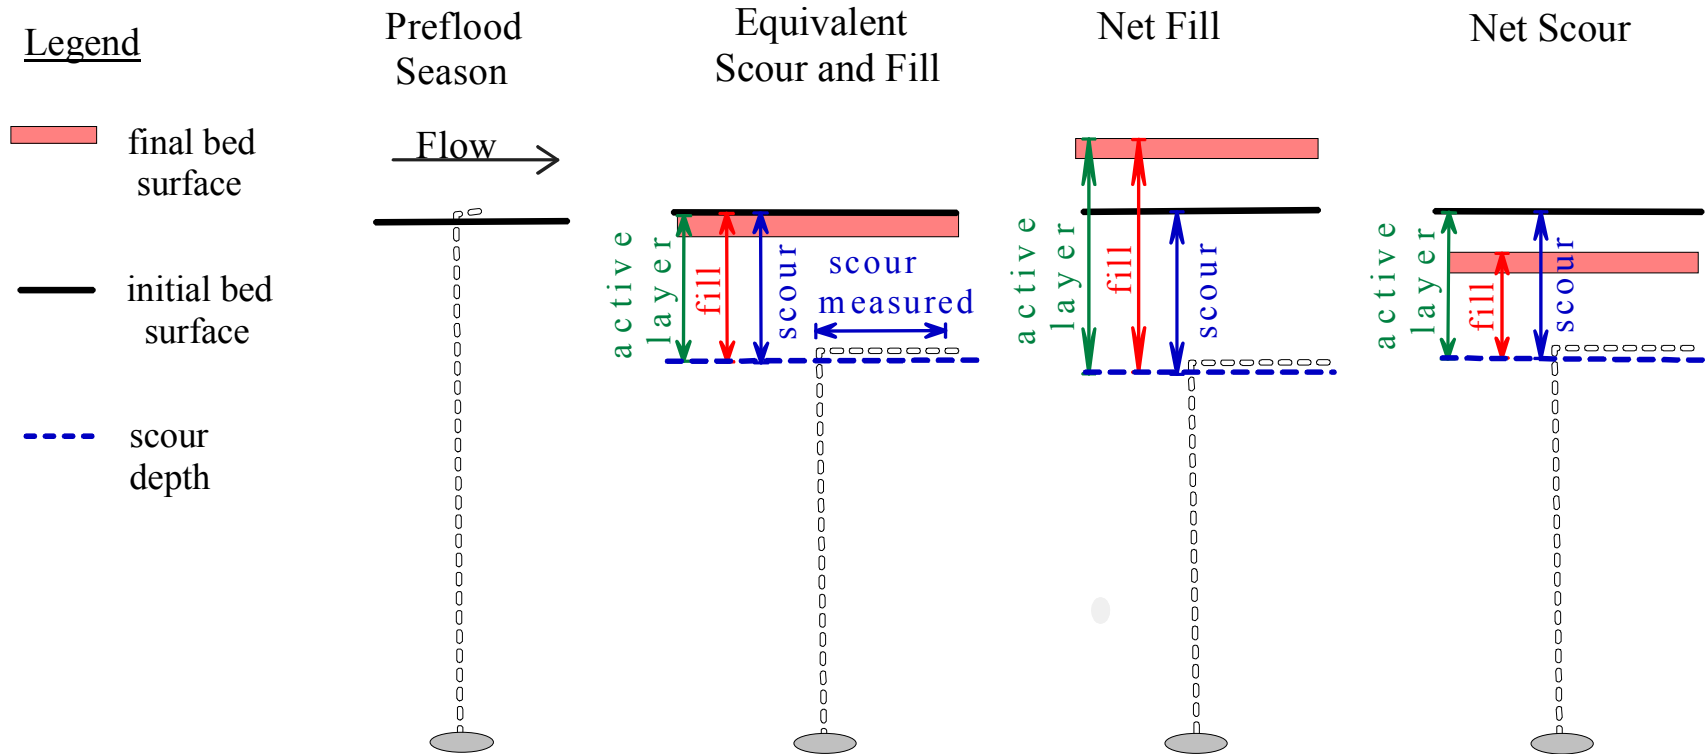 Legend
final bed
surface
initial bed
surface
scour
depth
Preflood
Season
Flow
Equivalent
Scour and Fill
active
layer
fill
scour
scour
measured
Net Fill
active
layer
fill
scour
Net Scour
active
layer
fill
scour